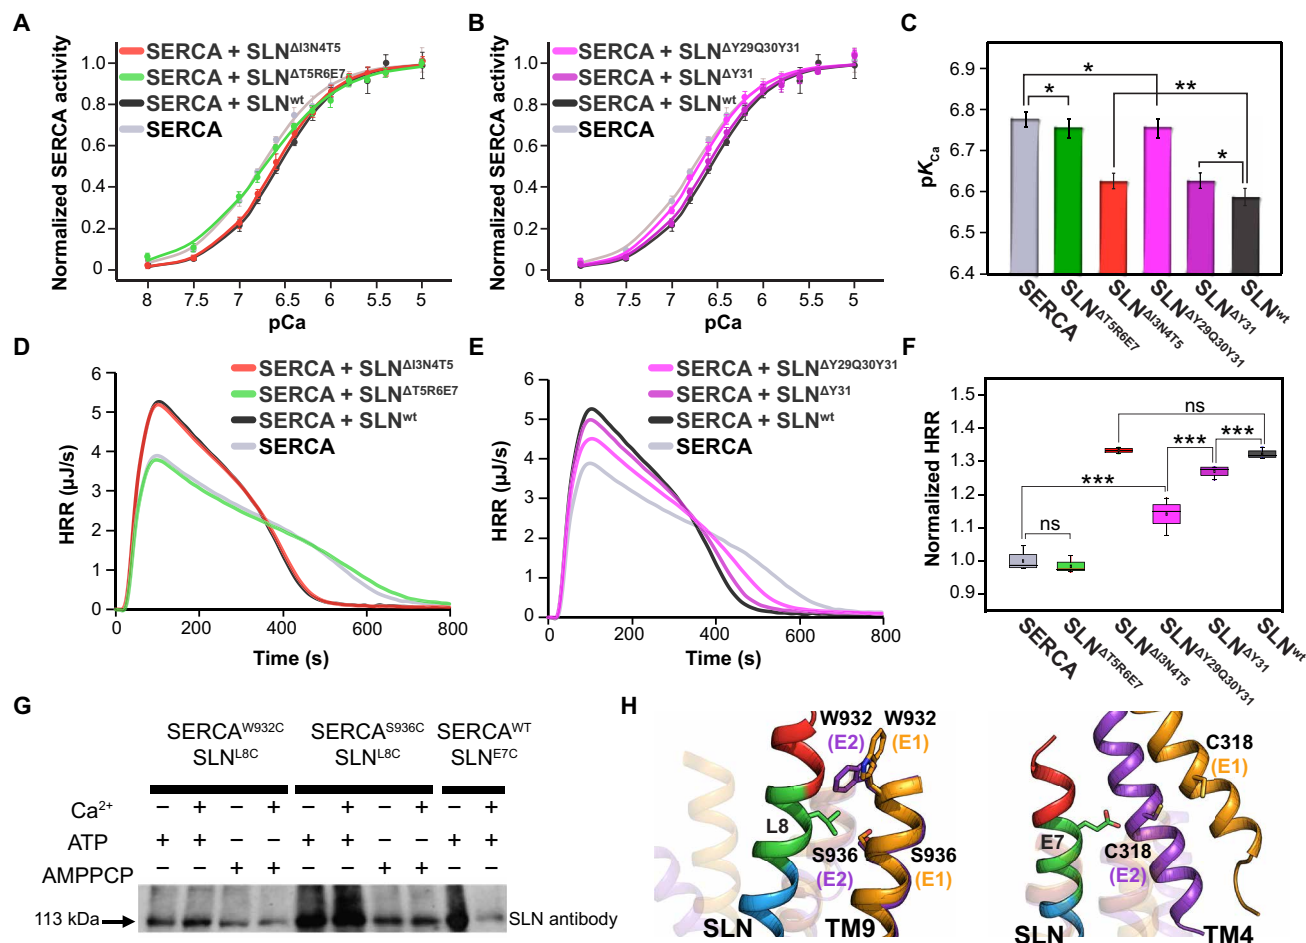 A
SERCA + SLNΔI3N4T5
SERCA + SLNΔT5R6E7
SERCA + SLNwt
SERCA
Normalized SERCA activity
1.0
0.8
0.6
0.4
0.2
0
8 7.5 7 6.5 6 5.5 5
pCa
B
SERCA + SLNΔY29Q30Y31
SERCA + SLNΔY31
SERCA + SLNwt
SERCA
Normalized SERCA activity
1.0
0.8
0.6
0.4
0.2
0
8 7.5 7 6.5 6 5.5 5
pCa
C
pKCa
6.9
6.8
6.7
6.6
6.5
6.4
* * ** *
SERCA
SLNΔT5R6E7
SLNΔI3N4T5
SLNΔY29Q30Y31
SLNΔY31
SLNwt
D
SERCA + SLNΔI3N4T5
SERCA + SLNΔT5R6E7
SERCA + SLNwt
SERCA
HRR (µJ/s)
6
5
4
3
2
1
0
0 200 400 600 800
Time (s)
E
SERCA + SLNΔY29Q30Y31
SERCA + SLNΔY31
SERCA + SLNwt
SERCA
HRR (µJ/s)
6
5
4
3
2
1
0
0 200 400 600 800
Time (s)
F
Normalized HRR
1.5
1.4
1.3
1.2
1.1
1.0
0.9
ns
*** ***
***
ns
SERCA
SLNΔT5R6E7
SLNΔI3N4T5
SLNΔY29Q30Y31
SLNΔY31
SLNwt
G
SERCAW932C SERCAS936C SERCAWT
SLNL8C SLNL8C SLNE7C
Ca2+ − + − + − + − + − +
ATP + + − − + + − − + +
AMPPCP − − + + − − + + − −
113 kDa
SLN antibody
H
W932 W932
(E2) (E1)
L8
S936 S936
(E2) (E1)
SLN TM9
C318
(E1)
E7
C318
(E2)
SLN TM4